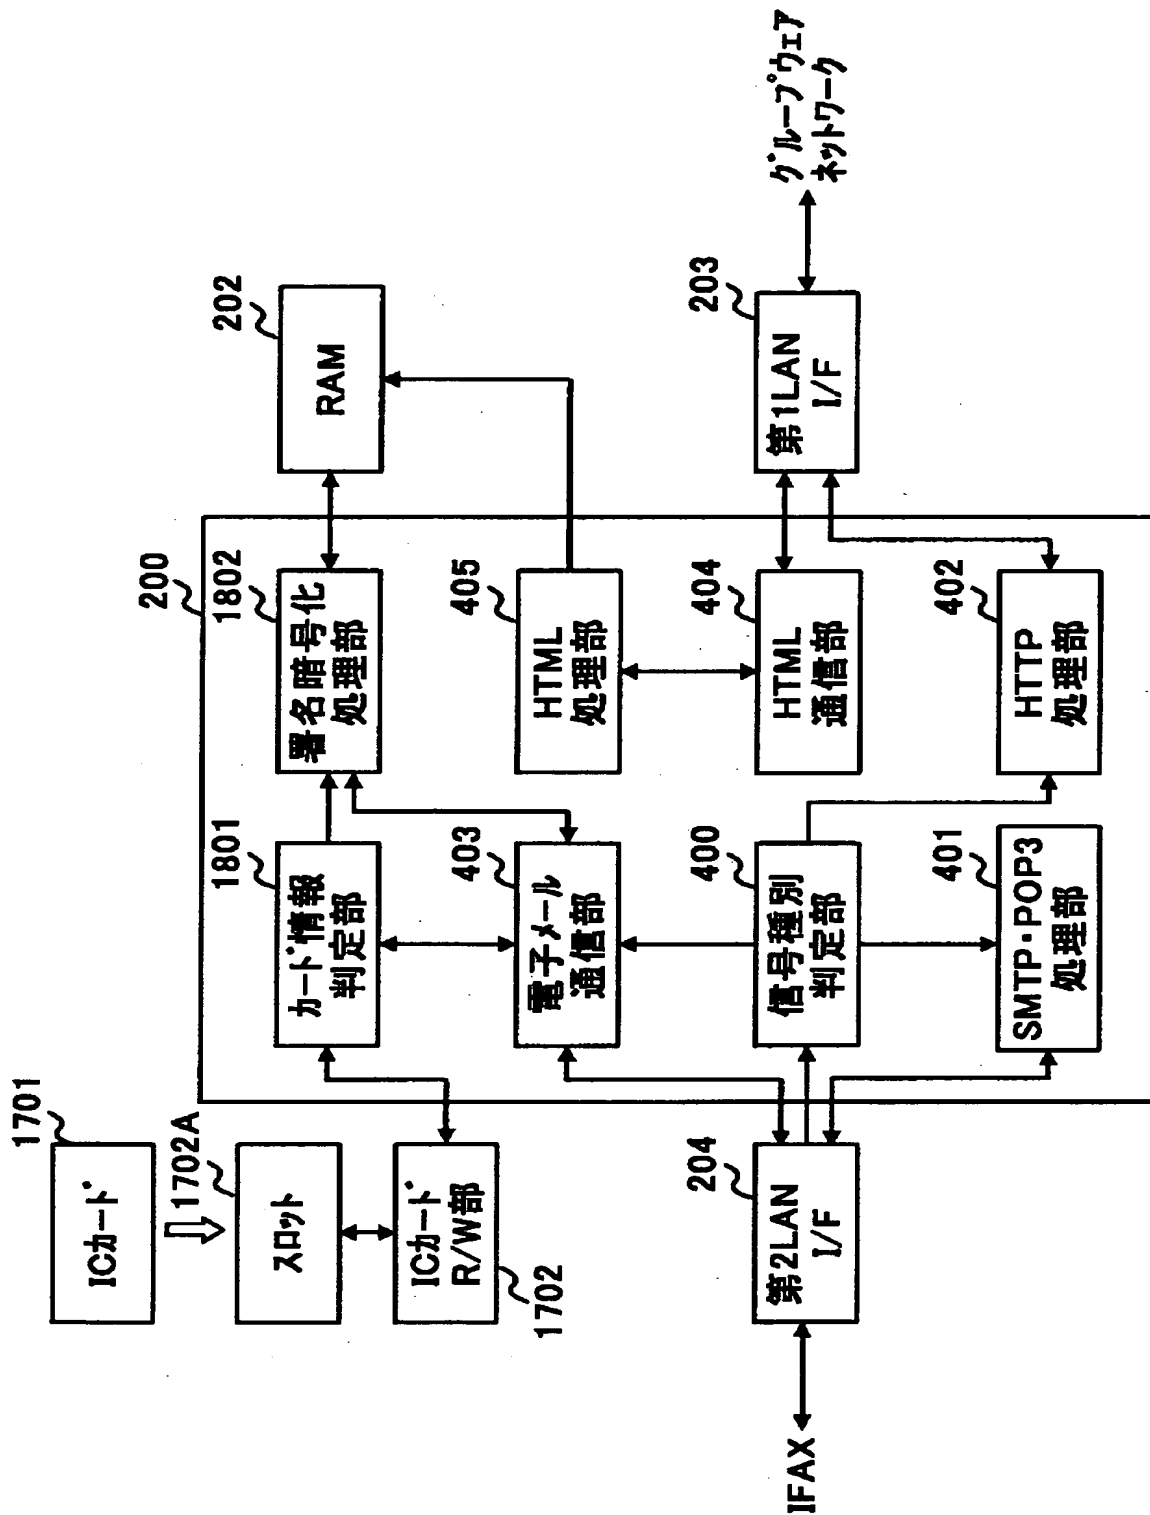 1701
ICカード
1702A
スロット
ICカード
R/W部
1702
200
1801
カード情報
判定部
1802
署名暗号化
処理部
202
RAM
403
電子メール
通信部
405
HTML
処理部
204
第2LAN
I/F
IFAX
400
信号種別
判定部
404
HTML
通信部
203
第1LAN
I/F
グループウェア
ネットワーク
401
SMTP・POP3
処理部
402
HTTP
処理部